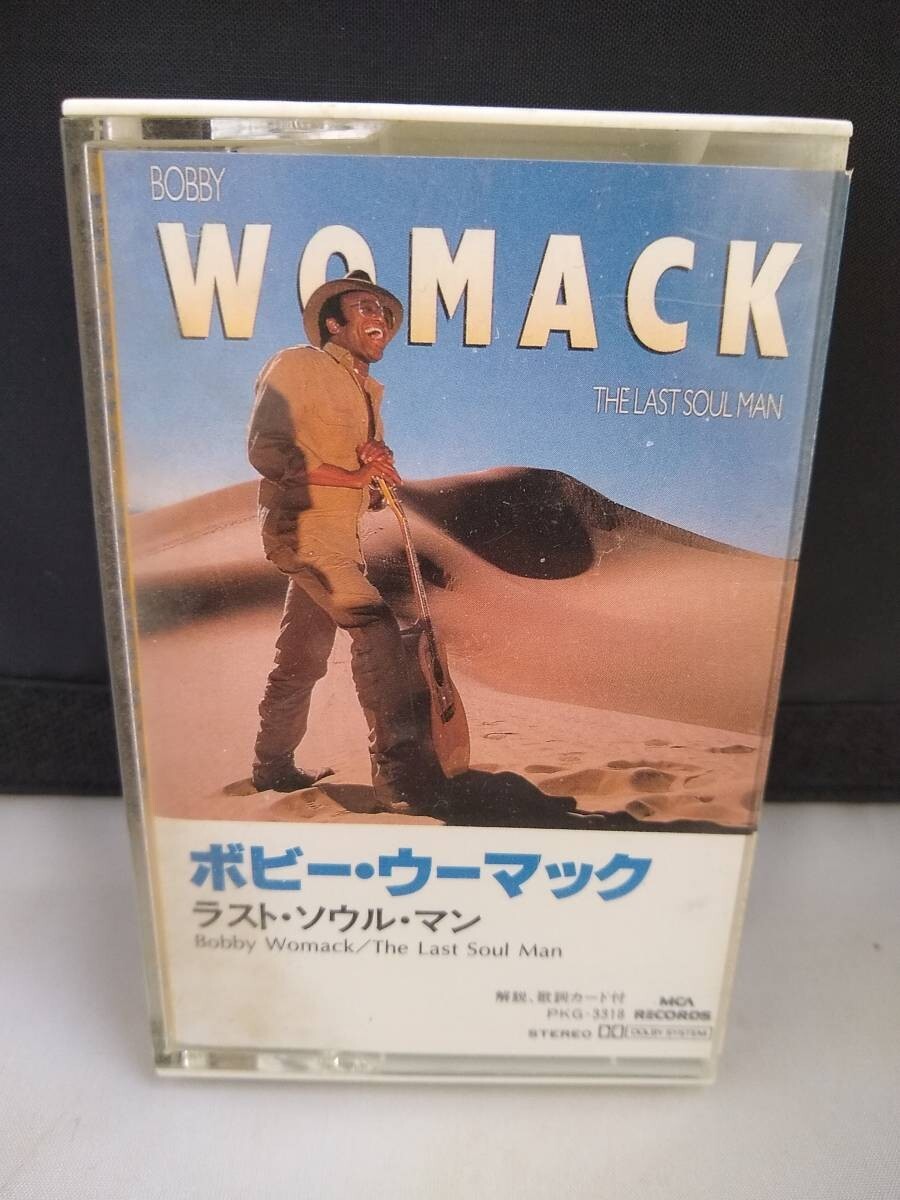 BOBBY
WOMACK
THE LAST SOUL MAN
ボビー・ウーマック
ラスト・ソウル・マン
Bobby Womack/The Last Soul Man
解説、歌詞カード付
PKG-3318
MCA
RECORDS
STEREO DOLBY SYSTEM